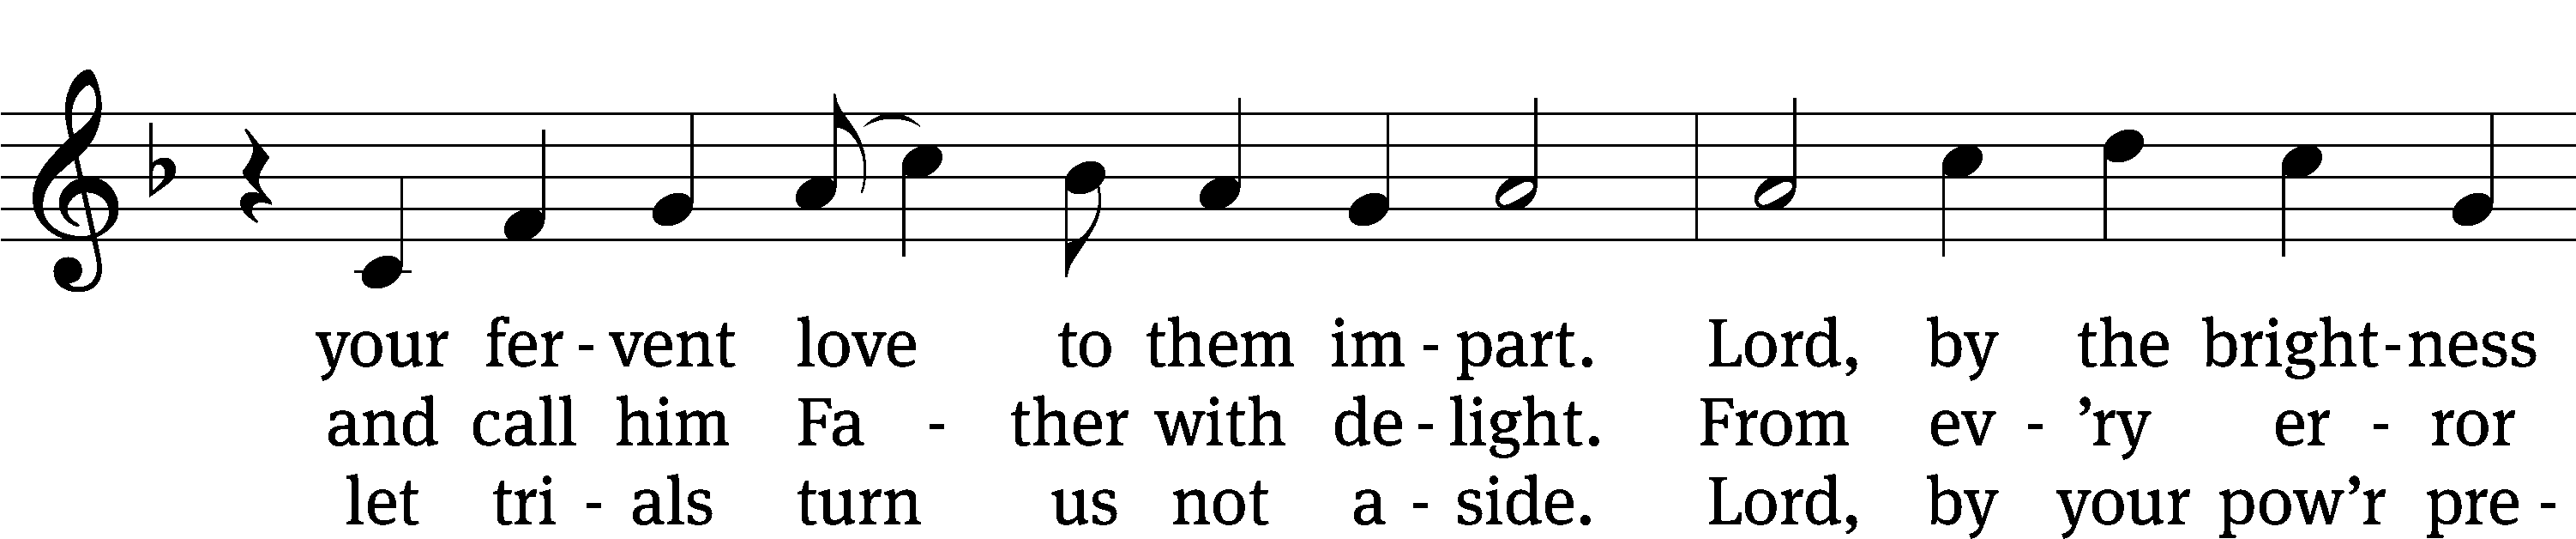 your fer - vent love to them im - part. Lord, by the bright - ness
and call him Fa - ther with de - light. From ev - ’ry er - ror
let tri - als turn us not a - side. Lord, by your pow’r pre -